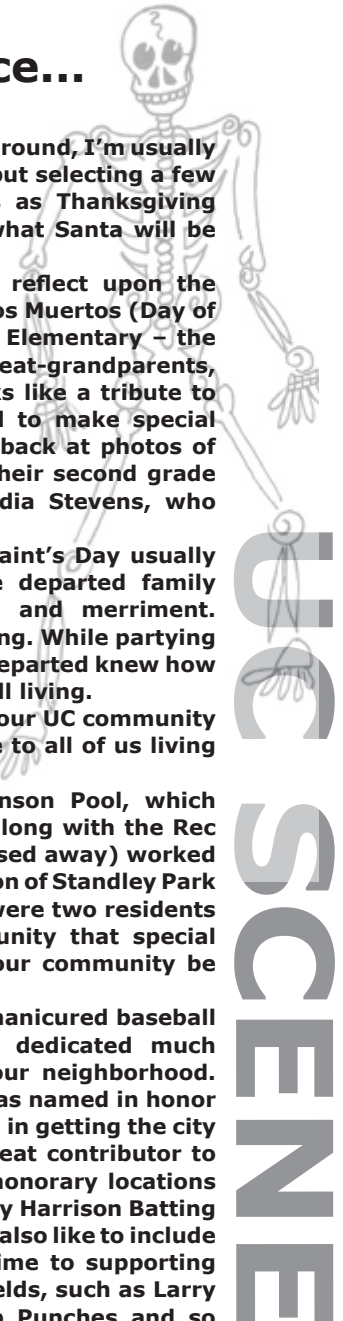 ce...
round, I’m usually
out selecting a few
as Thanksgiving
what Santa will be
reflect upon the
os Muertos (Day of
Elementary – the
eat-grandparents,
ks like a tribute to
to make special
back at photos of
their second grade
dia Stevens, who
aint’s Day usually
departed family
and merriment.
ng. While partying
departed knew how
ll living.
our UC community
to all of us living
nson Pool, which
along with the Rec
sed away) worked
on of Standley Park
were two residents
unity that special
our community be
manicured baseball
dedicated much
our neighborhood.
as named in honor
in getting the city
eat contributor to
honorary locations
y Harrison Batting
also like to include
ime to supporting
elds, such as Larry
Punches and so
UC SCENE